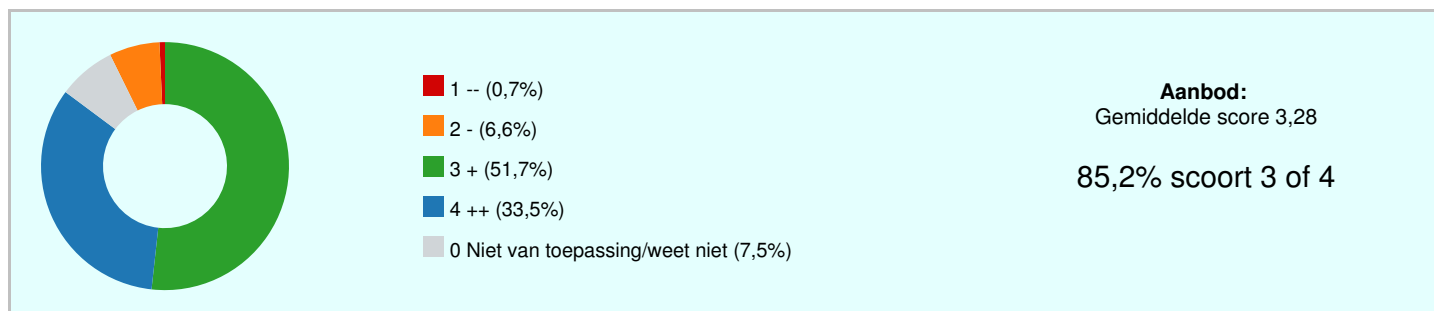 1 -- (0,7%)
2 - (6,6%)
3 + (51,7%)
4 ++ (33,5%)
0 Niet van toepassing/weet niet (7,5%)
Aanbod:
Gemiddelde score 3,28
85,2% scoort 3 of 4